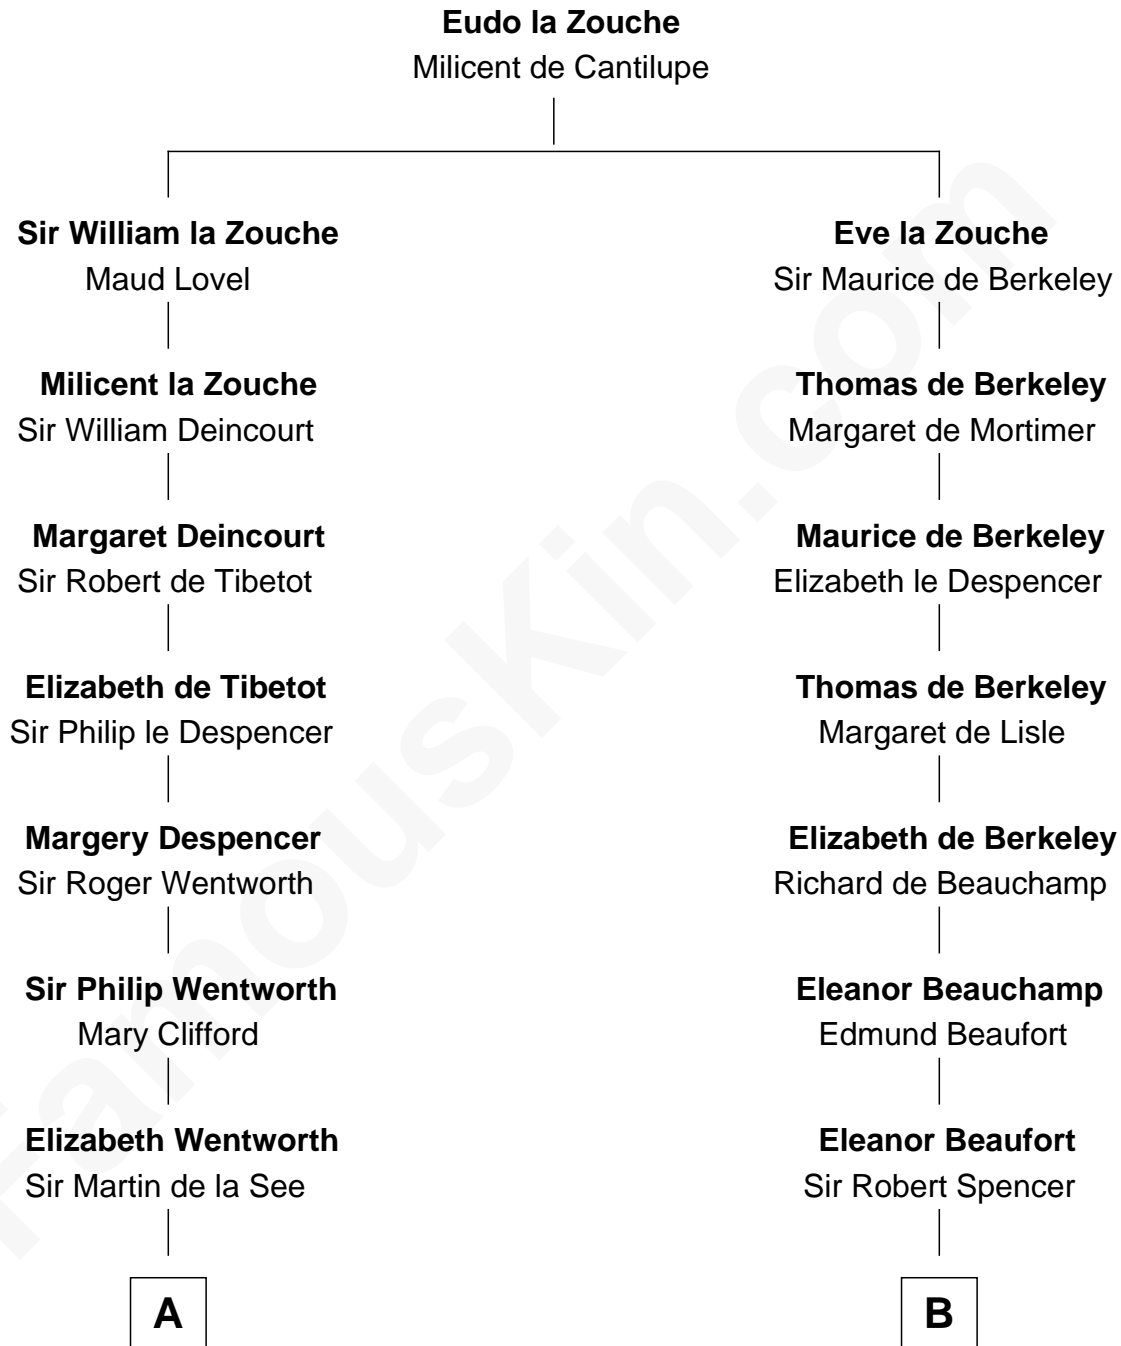 Eudo la Zouche
Milicent de Cantilupe
Sir William la Zouche
Maud Lovel
Eve la Zouche
Sir Maurice de Berkeley
Milicent la Zouche
Sir William Deincourt
Thomas de Berkeley
Margaret de Mortimer
Margaret Deincourt
Sir Robert de Tibetot
Maurice de Berkeley
Elizabeth le Despencer
Elizabeth de Tibetot
Sir Philip le Despencer
Thomas de Berkeley
Margaret de Lisle
Margery Despencer
Sir Roger Wentworth
Elizabeth de Berkeley
Richard de Beauchamp
Sir Philip Wentworth
Mary Clifford
Eleanor Beauchamp
Edmund Beaufort
Elizabeth Wentworth
Sir Martin de la See
Eleanor Beaufort
Sir Robert Spencer
A
B
FamousKin.com